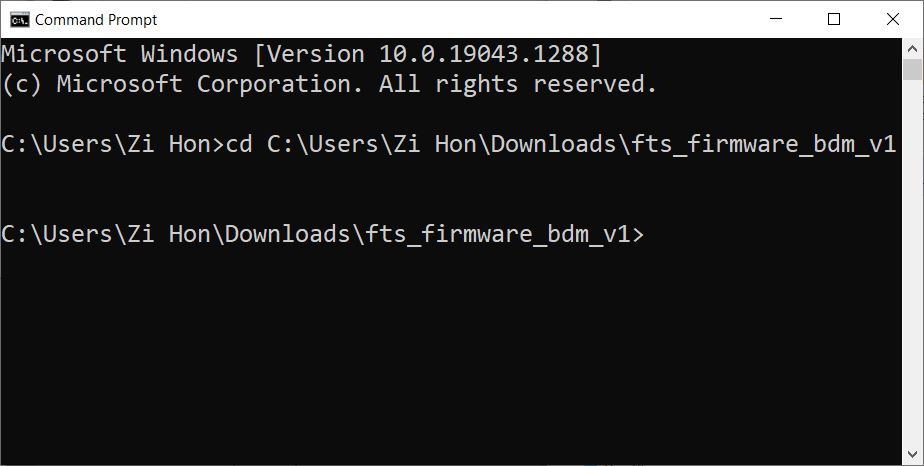 Command Prompt
Microsoft Windows [Version 10.0.19043.1288]
(c) Microsoft Corporation. All rights reserved.
C:\Users\Zi Hon>cd C:\Users\Zi Hon\Downloads\fts_firmware_bdm_v1
C:\Users\Zi Hon\Downloads\fts_firmware_bdm_v1>